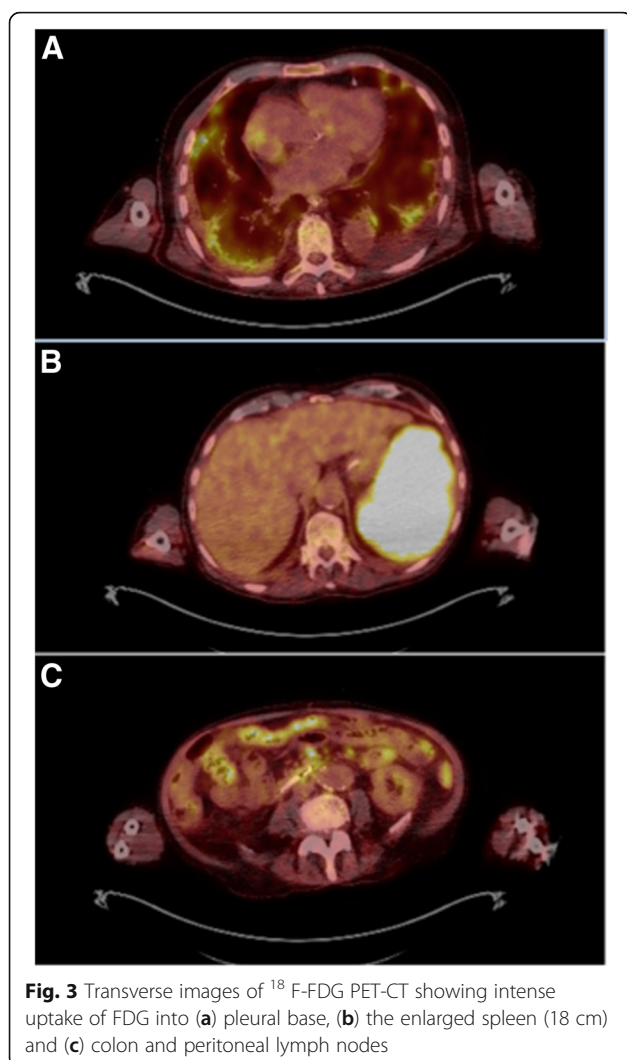 A
B
C
Fig. 3 Transverse images of 18 F-FDG PET-CT showing intense
uptake of FDG into (a) pleural base, (b) the enlarged spleen (18 cm)
and (c) colon and peritoneal lymph nodes